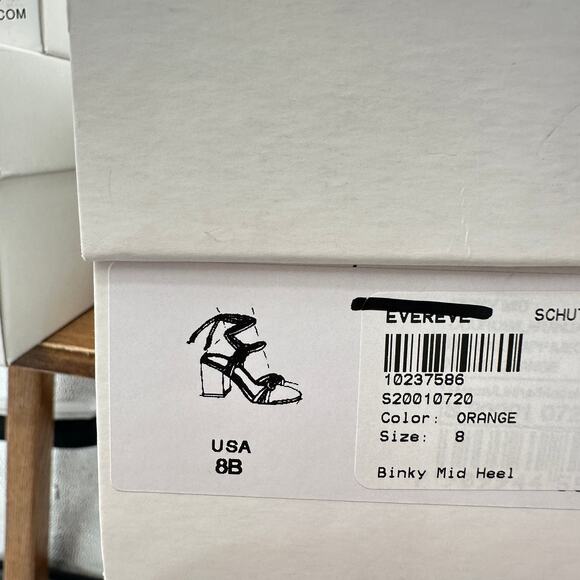 COM
USA
8B
EVEREVE
SCHUT
10237586
S20010720
Color: ORANGE
Size: 8
Binky Mid Heel